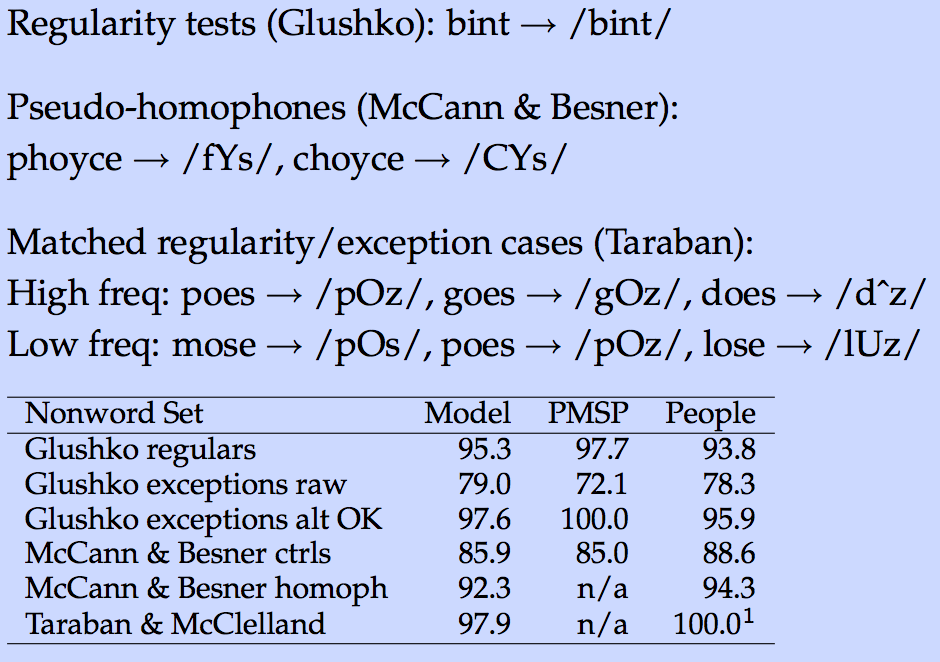 Regularity tests (Glushko): bint → /bint/
Pseudo-homophones (McCann & Besner):
phoyce → /fYs/, choyce → /CYs/
Matched regularity/exception cases (Taraban):
High freq: poes → /pOz/, goes → /gOz/, does → /dˆz/
Low freq: mose → /pOs/, poes → /pOz/, lose → /lUz/
Nonword Set Model PMSP People
Glushko regulars 95.3 97.7 93.8
Glushko exceptions raw 79.0 72.1 78.3
Glushko exceptions alt OK 97.6 100.0 95.9
McCann & Besner ctrls 85.9 85.0 88.6
McCann & Besner homoph 92.3 n/a 94.3
Taraban & McClelland 97.9 n/a 100.0¹